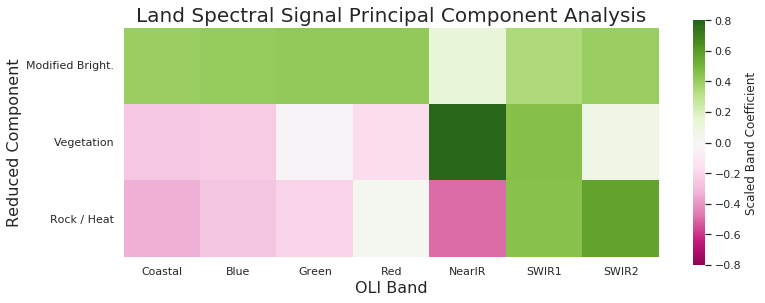 Land Spectral Signal Principal Component Analysis
Reduced Component
Modified Bright.
Vegetation
Rock / Heat
Coastal Blue Green Red NearIR SWIR1 SWIR2
OLI Band
0.8
0.6
0.4
0.2
0.0
−0.2
−0.4
−0.6
−0.8
Scaled Band Coefficient